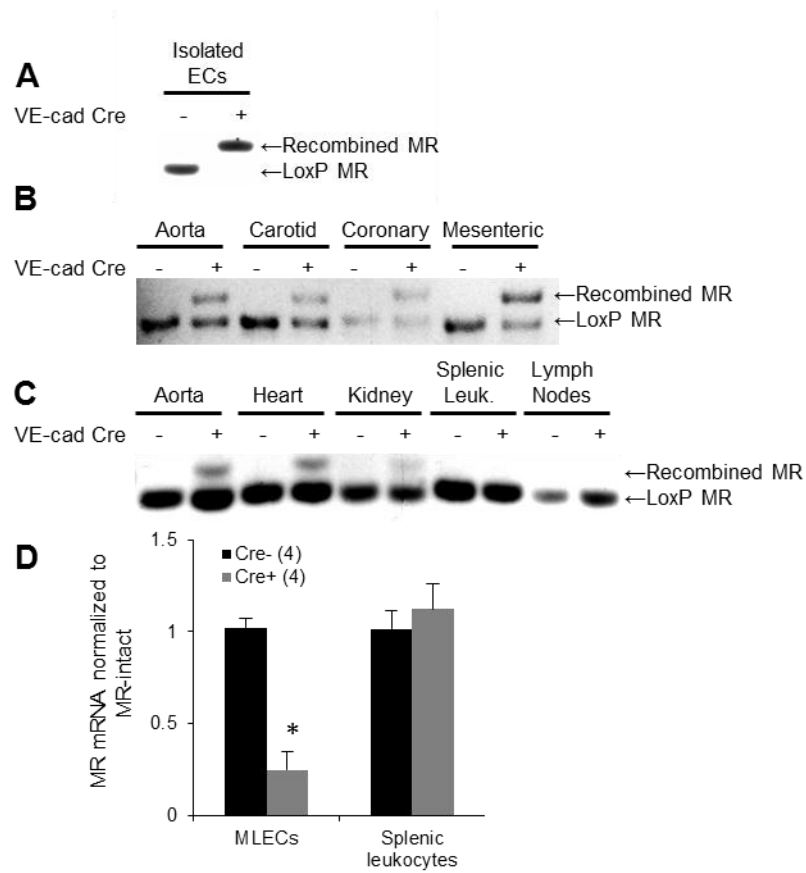 A
Isolated
ECs
VE-cad Cre - +
←Recombined MR
←LoxP MR
B
Aorta Carotid Coronary Mesenteric
VE-cad Cre - + - + - + - +
←Recombined MR
←LoxP MR
C
Aorta Heart Kidney Splenic Leuk. Lymph Nodes
VE-cad Cre - + - + - + - + - +
←Recombined MR
←LoxP MR
D
MR mRNA normalized to
MR-intact
1.5
1
0.5
0
Cre- (4)
Cre+ (4)
*
MLECs
Splenic
leukocytes